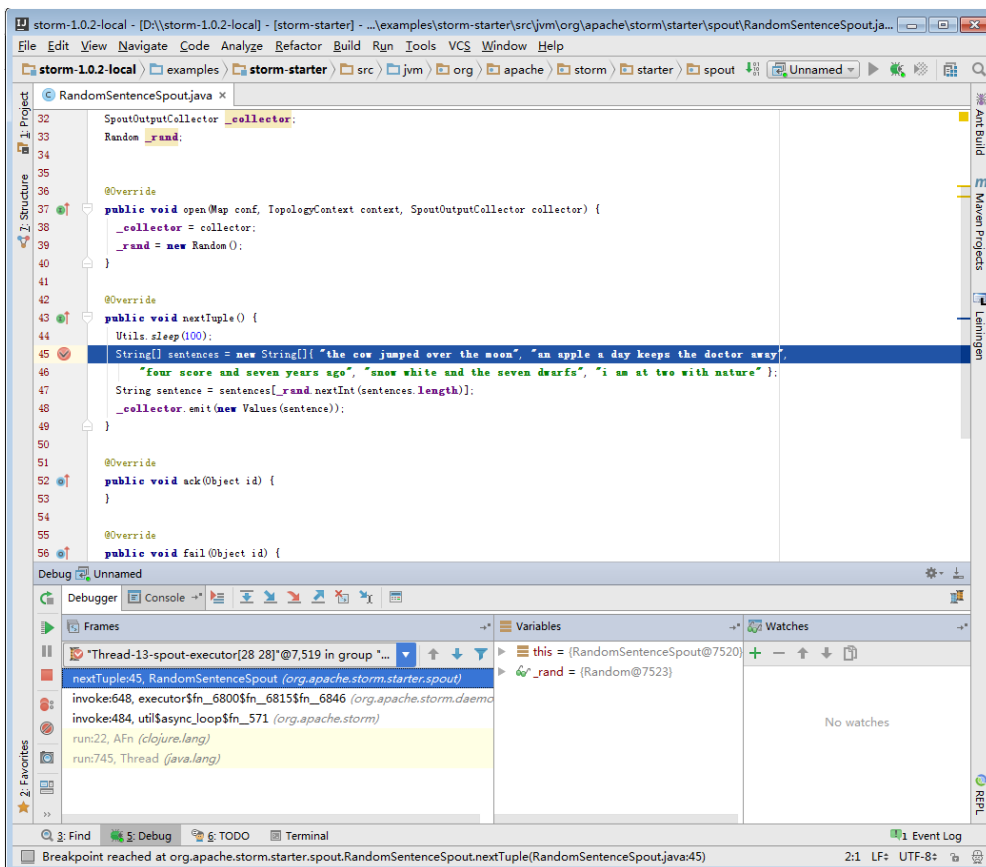 storm-1.0.2-local - [D:\\storm-1.0.2-local] - [storm-starter] - ...\examples\storm-starter\src\jvm\org\apache\storm\starter\spout\RandomSentenceSpout.ja...
File Edit View Navigate Code Analyze Refactor Build Run Tools VCS Window Help
storm-1.0.2-local examples storm-starter src jvm org apache storm starter spout Unnamed
RandomSentenceSpout.java ×
1: Project
7: Structure
2: Favorites
32 SpoutOutputCollector _collector;
33 Random _rand;
34
35
36 @Override
37 public void open(Map conf, TopologyContext context, SpoutOutputCollector collector) {
38 _collector = collector;
39 _rand = new Random();
40 }
41
42 @Override
43 public void nextTuple() {
44 Utils.sleep(100);
45 String[] sentences = new String[]{ "the cow jumped over the moon", "an apple a day keeps the doctor away",
46 "four score and seven years ago", "snow white and the seven dwarfs", "i am at two with nature" };
47 String sentence = sentences[_rand.nextInt(sentences.length)];
48 _collector.emit(new Values(sentence));
49 }
50
51 @Override
52 public void ack(Object id) {
53 }
54
55 @Override
56 public void fail(Object id) {
Ant Build
Maven Projects
Leiningen
REPL
Debug Unnamed
Debugger Console
Frames
Variables
Watches
"Thread-13-spout-executor[28 28]"@7,519 in group "...
nextTuple:45, RandomSentenceSpout (org.apache.storm.starter.spout)
invoke:648, executor$fn__6800$fn__6815$fn__6846 (org.apache.storm.daemo
invoke:484, util$async_loop$fn__571 (org.apache.storm)
run:22, AFn (clojure.lang)
run:745, Thread (java.lang)
this = {RandomSentenceSpout@7520}
_rand = {Random@7523}
No watches
3: Find 5: Debug 6: TODO Terminal 1 Event Log
Breakpoint reached at org.apache.storm.starter.spout.RandomSentenceSpout.nextTuple(RandomSentenceSpout.java:45) 2:1 LF UTF-8